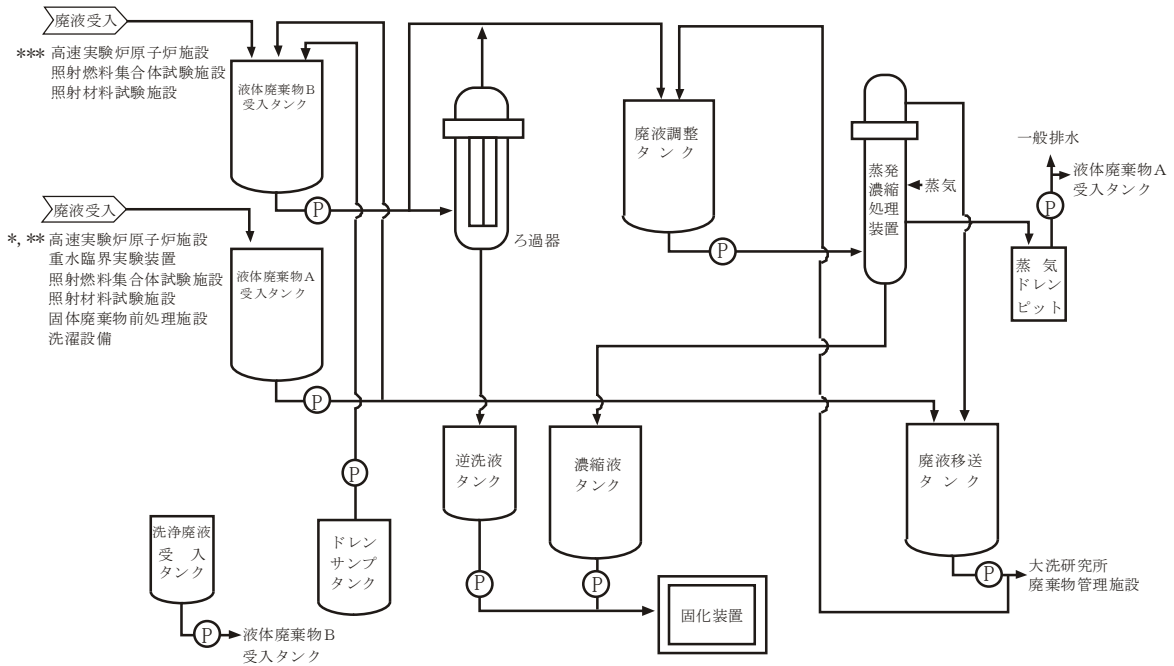 廃液受入
*** 高速実験炉原子炉施設
照射燃料集合体試験施設
照射材料試験施設
液体廃棄物B
受入タンク
P
廃液受入
*, ** 高速実験炉原子炉施設
重水臨界実験装置
照射燃料集合体試験施設
照射材料試験施設
固体廃棄物前処理施設
洗濯設備
液体廃棄物A
受入タンク
P
ろ過器
廃液調整
タンク
P
蒸発
濃縮
処理
装置
蒸気
一般排水
液体廃棄物A
受入タンク
P
蒸気
ドレン
ピット
洗浄廃液
受入
タンク
P
液体廃棄物B
受入タンク
P
ドレン
サンプ
タンク
逆洗液
タンク
P
濃縮液
タンク
P
固化装置
廃液移送
タンク
P
大洗研究所
廃棄物管理施設